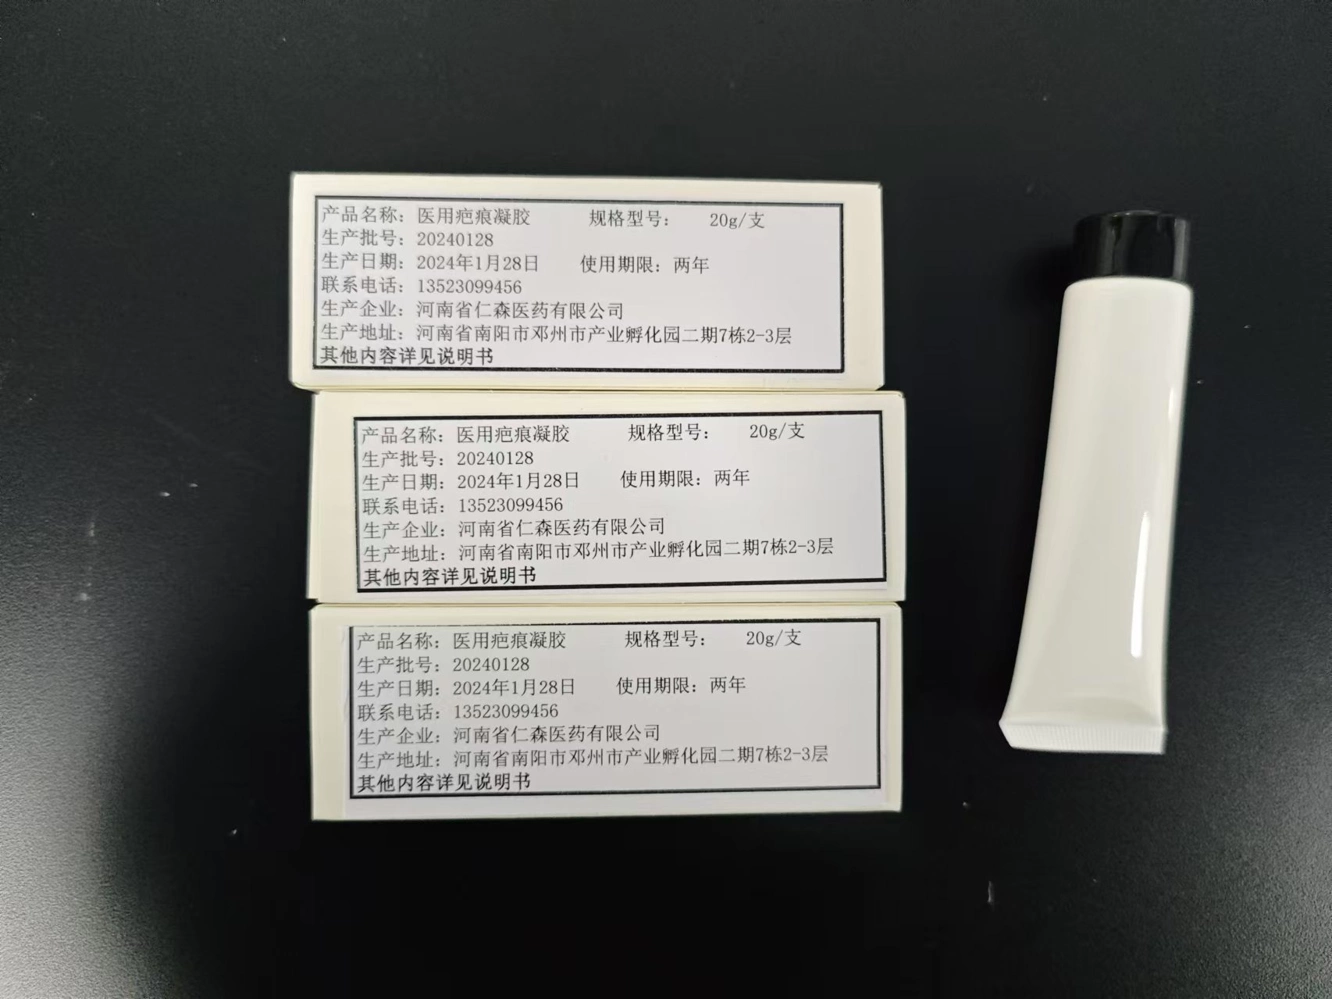 产品名称：医用疤痕凝胶 规格型号： 20g/支
生产批号：20240128
生产日期：2024年1月28日 使用期限：两年
联系电话：13523099456
生产企业：河南省仁森医药有限公司
生产地址：河南省南阳市邓州市产业孵化园二期7栋2-3层
其他内容详见说明书
产品名称：医用疤痕凝胶 规格型号： 20g/支
生产批号：20240128
生产日期：2024年1月28日 使用期限：两年
联系电话：13523099456
生产企业：河南省仁森医药有限公司
生产地址：河南省南阳市邓州市产业孵化园二期7栋2-3层
其他内容详见说明书
产品名称：医用疤痕凝胶 规格型号： 20g/支
生产批号：20240128
生产日期：2024年1月28日 使用期限：两年
联系电话：13523099456
生产企业：河南省仁森医药有限公司
生产地址：河南省南阳市邓州市产业孵化园二期7栋2-3层
其他内容详见说明书